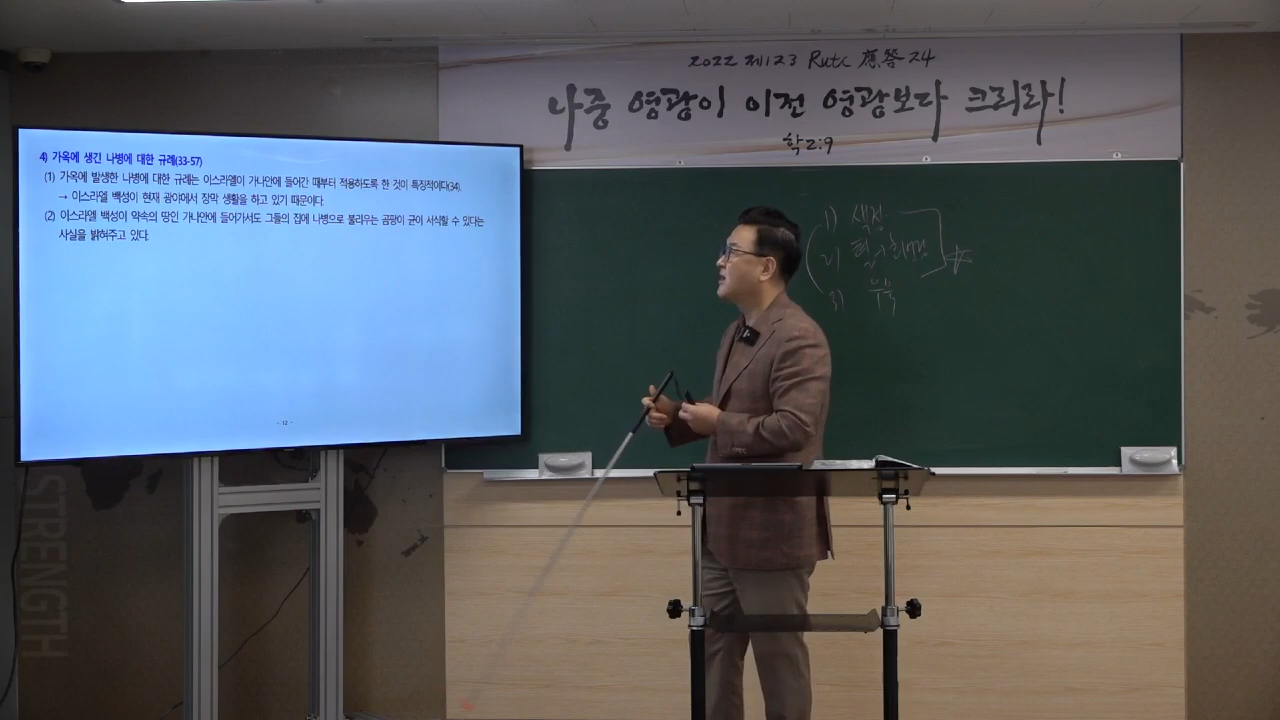 2022 제123 Rutc 應答 24
나중 영광이 이전 영광보다 크리라!
학2:9
4) 가옥에 생긴 나병에 대한 규례(33-57)
(1) 가옥에 발생한 나병에 대한 규례는 이스라엘이 가나안에 들어간 때부터 적용하도록 한 것이 특징적이다(34).
→ 이스라엘 백성이 현재 광야에서 장막 생활을 하고 있기 때문이다.
(2) 이스라엘 백성이 약속의 땅인 가나안에 들어가서도 그들의 집에 나병으로 불리우는 곰팡이 균이 서식할 수 있다는
사실을 밝혀주고 있다.
- 12 -
1) 색점
2)
3) 우묵
STRENGTH